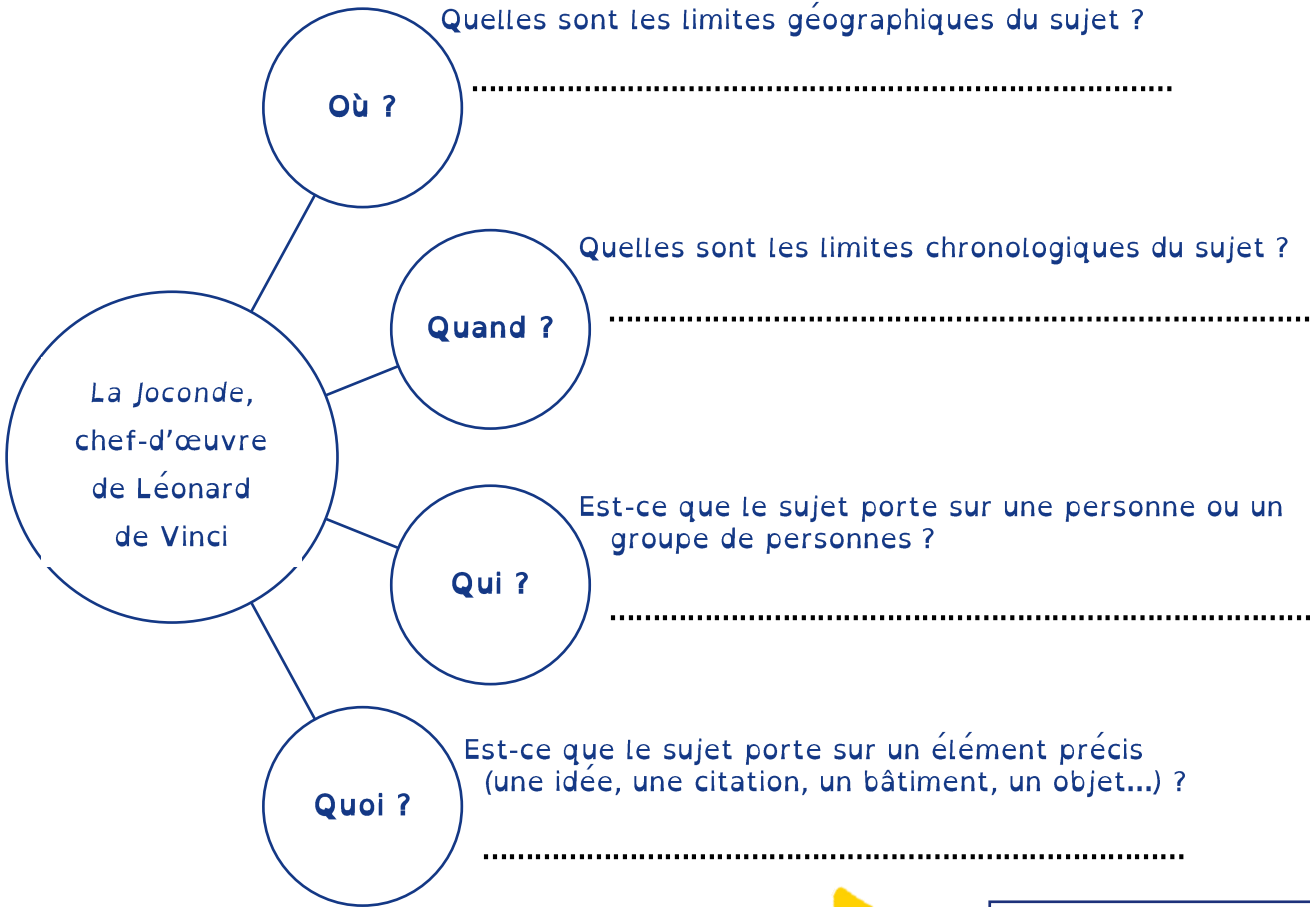 Quelles sont les limites géographiques du sujet ?
Où ?
Quelles sont les limites chronologiques du sujet ?
Quand ?
La Joconde,
chef-d’œuvre
de Léonard
de Vinci
Est-ce que le sujet porte sur une personne ou un
groupe de personnes ?
Qui ?
Est-ce que le sujet porte sur un élément précis
(une idée, une citation, un bâtiment, un objet...) ?
Quoi ?